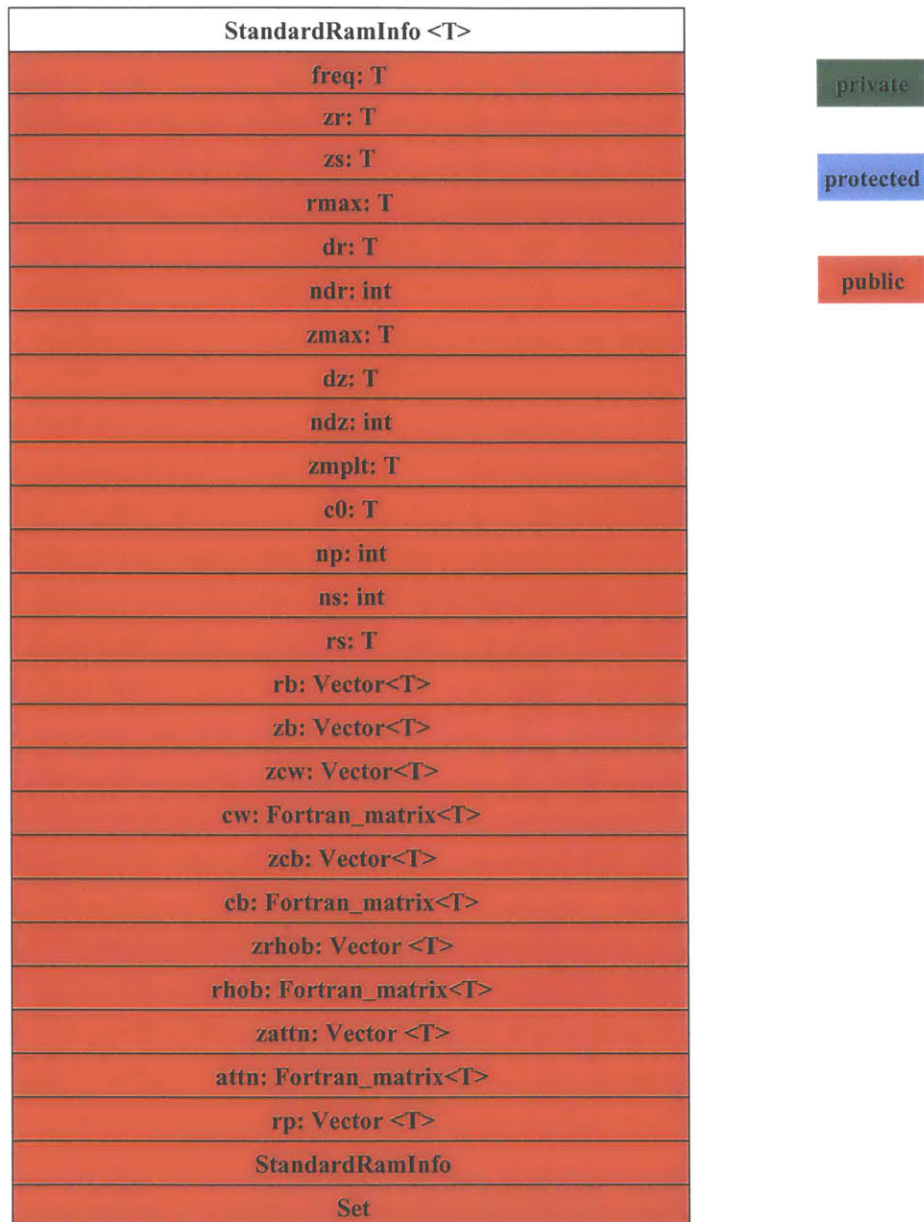 StandardRamInfo <T>
freq: T
zr: T
zs: T
rmax: T
dr: T
ndr: int
zmax: T
dz: T
ndz: int
zmplt: T
c0: T
np: int
ns: int
rs: T
rb: Vector<T>
zb: Vector<T>
zcw: Vector<T>
cw: Fortran_matrix<T>
zcb: Vector<T>
cb: Fortran_matrix<T>
zrhob: Vector <T>
rhob: Fortran_matrix<T>
zattn: Vector <T>
attn: Fortran_matrix<T>
rp: Vector <T>
StandardRamInfo
Set
private
protected
public